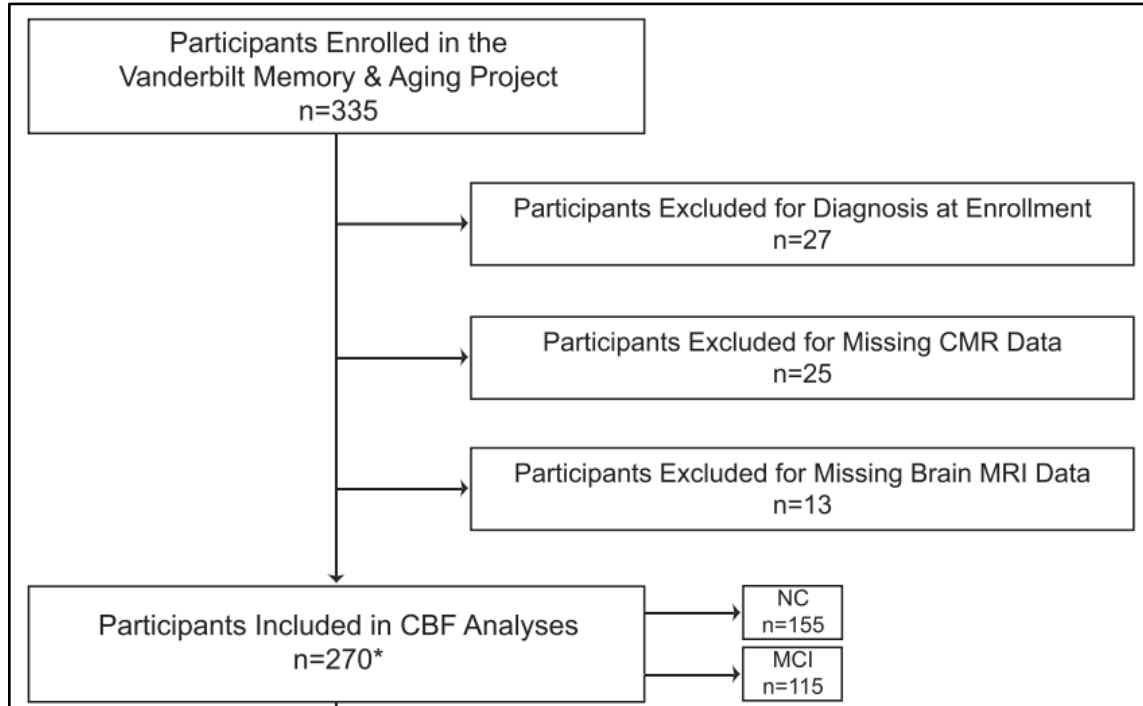 Participants Enrolled in the
Vanderbilt Memory & Aging Project
n=335
Participants Excluded for Diagnosis at Enrollment
n=27
Participants Excluded for Missing CMR Data
n=25
Participants Excluded for Missing Brain MRI Data
n=13
Participants Included in CBF Analyses
n=270*
NC
n=155
MCI
n=115